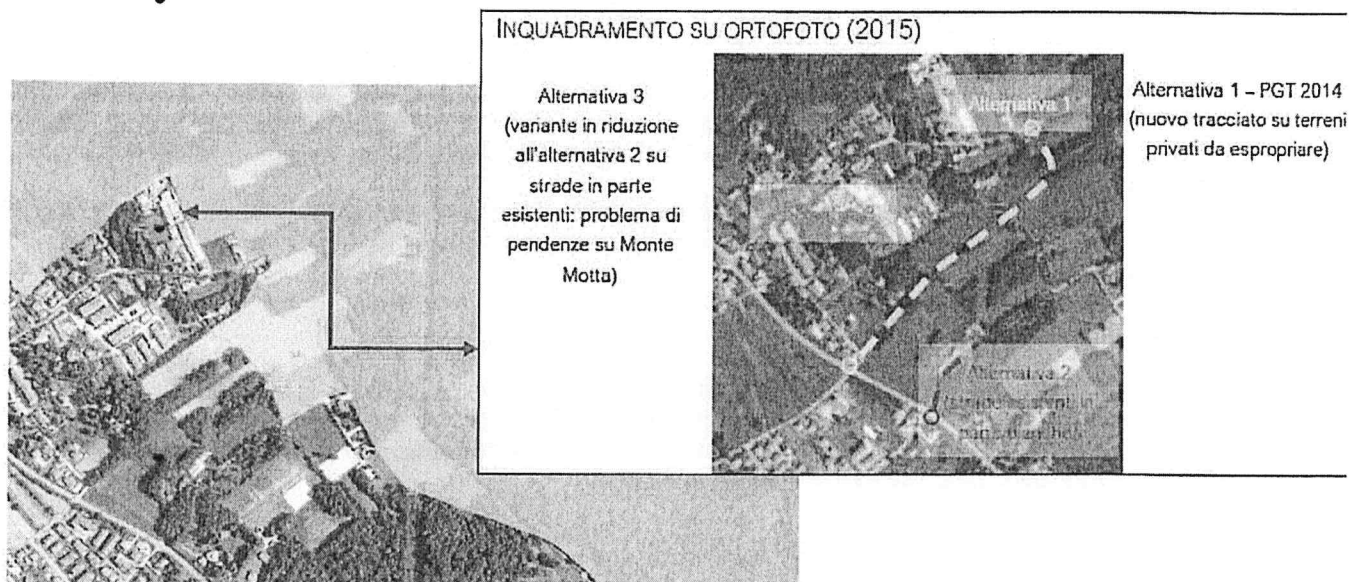 INQUADRAMENTO SU ORTOFOTO (2015)
Alternativa 3
(variante in riduzione
all'alternativa 2 su
strade in parte
esistenti: problema di
pendenze su Monte
Motta)
Alternativa 1
Alternativa 1 – PGT 2014
(nuovo tracciato su terreni
privati da espropriare)
Alternativa 2